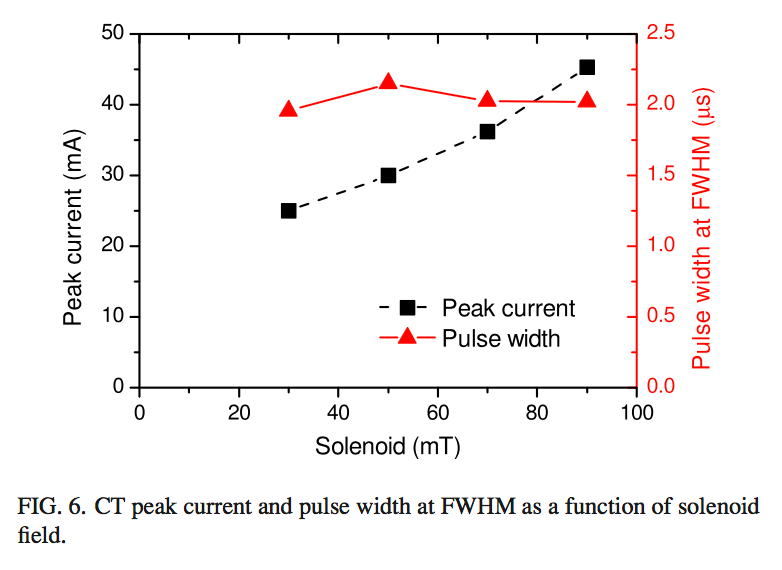 50
40
30
20
10
0
Peak current (mA)
2.5
2.0
1.5
1.0
0.5
0.0
Pulse width at FWHM (μs)
Peak current
Pulse width
0 20 40 60 80 100
Solenoid (mT)
FIG. 6. CT peak current and pulse width at FWHM as a function of solenoid
field.